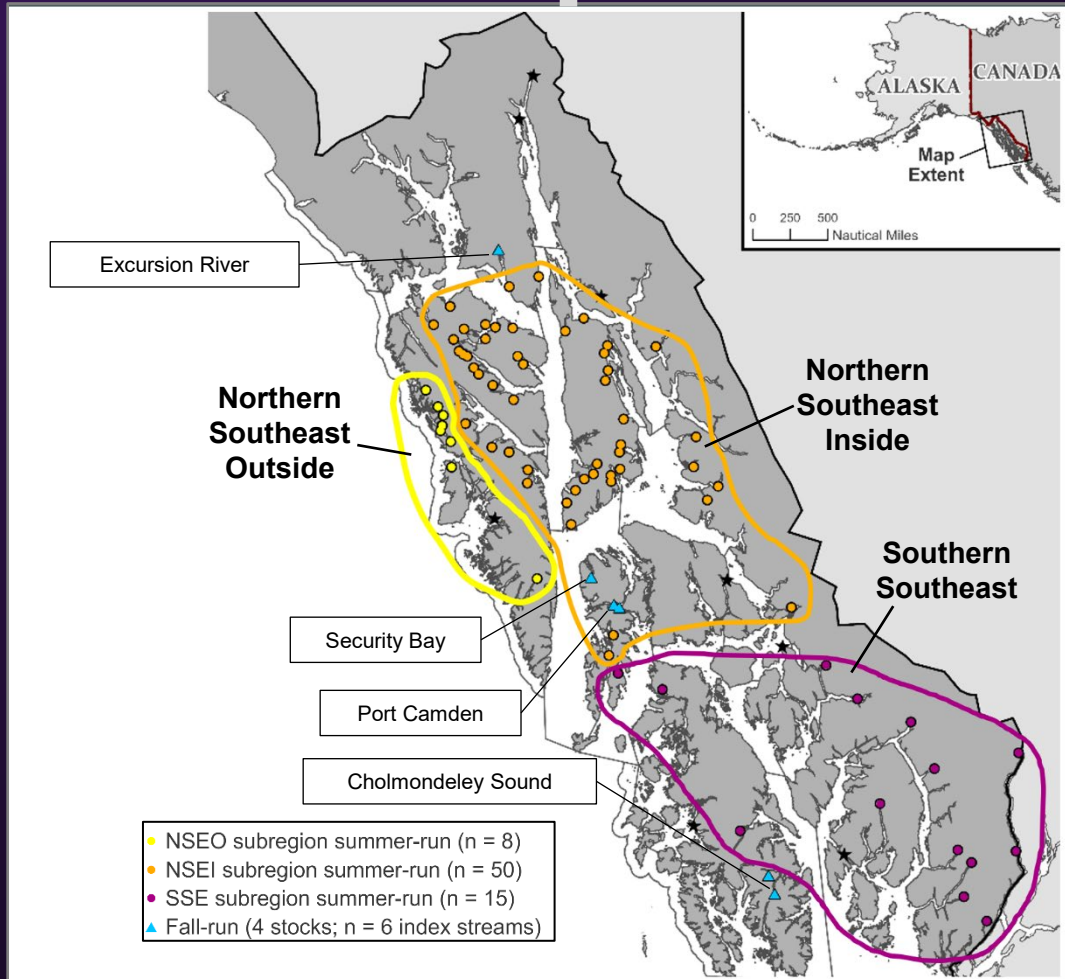 ALASKA
CANADA
Map
Extent
0 250 500
Nautical Miles
Excursion River
Northern
Southeast
Outside
Northern
Southeast
Inside
Southern
Southeast
Security Bay
Port Camden
Cholmondeley Sound
NSEO subregion summer-run (n = 8)
NSEI subregion summer-run (n = 50)
SSE subregion summer-run (n = 15)
Fall-run (4 stocks; n = 6 index streams)